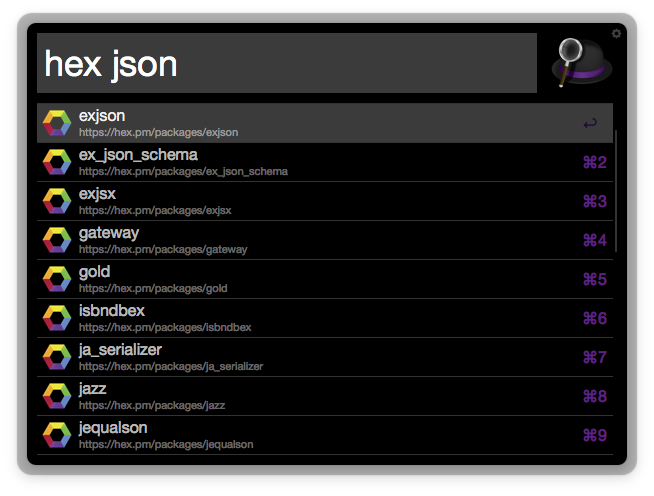 hex json
exjson
https://hex.pm/packages/exjson
ex_json_schema
https://hex.pm/packages/ex_json_schema
⌘2
exjsx
https://hex.pm/packages/exjsx
⌘3
gateway
https://hex.pm/packages/gateway
⌘4
gold
https://hex.pm/packages/gold
⌘5
isbndbex
https://hex.pm/packages/isbndbex
⌘6
ja_serializer
https://hex.pm/packages/ja_serializer
⌘7
jazz
https://hex.pm/packages/jazz
⌘8
jequalson
https://hex.pm/packages/jequalson
⌘9